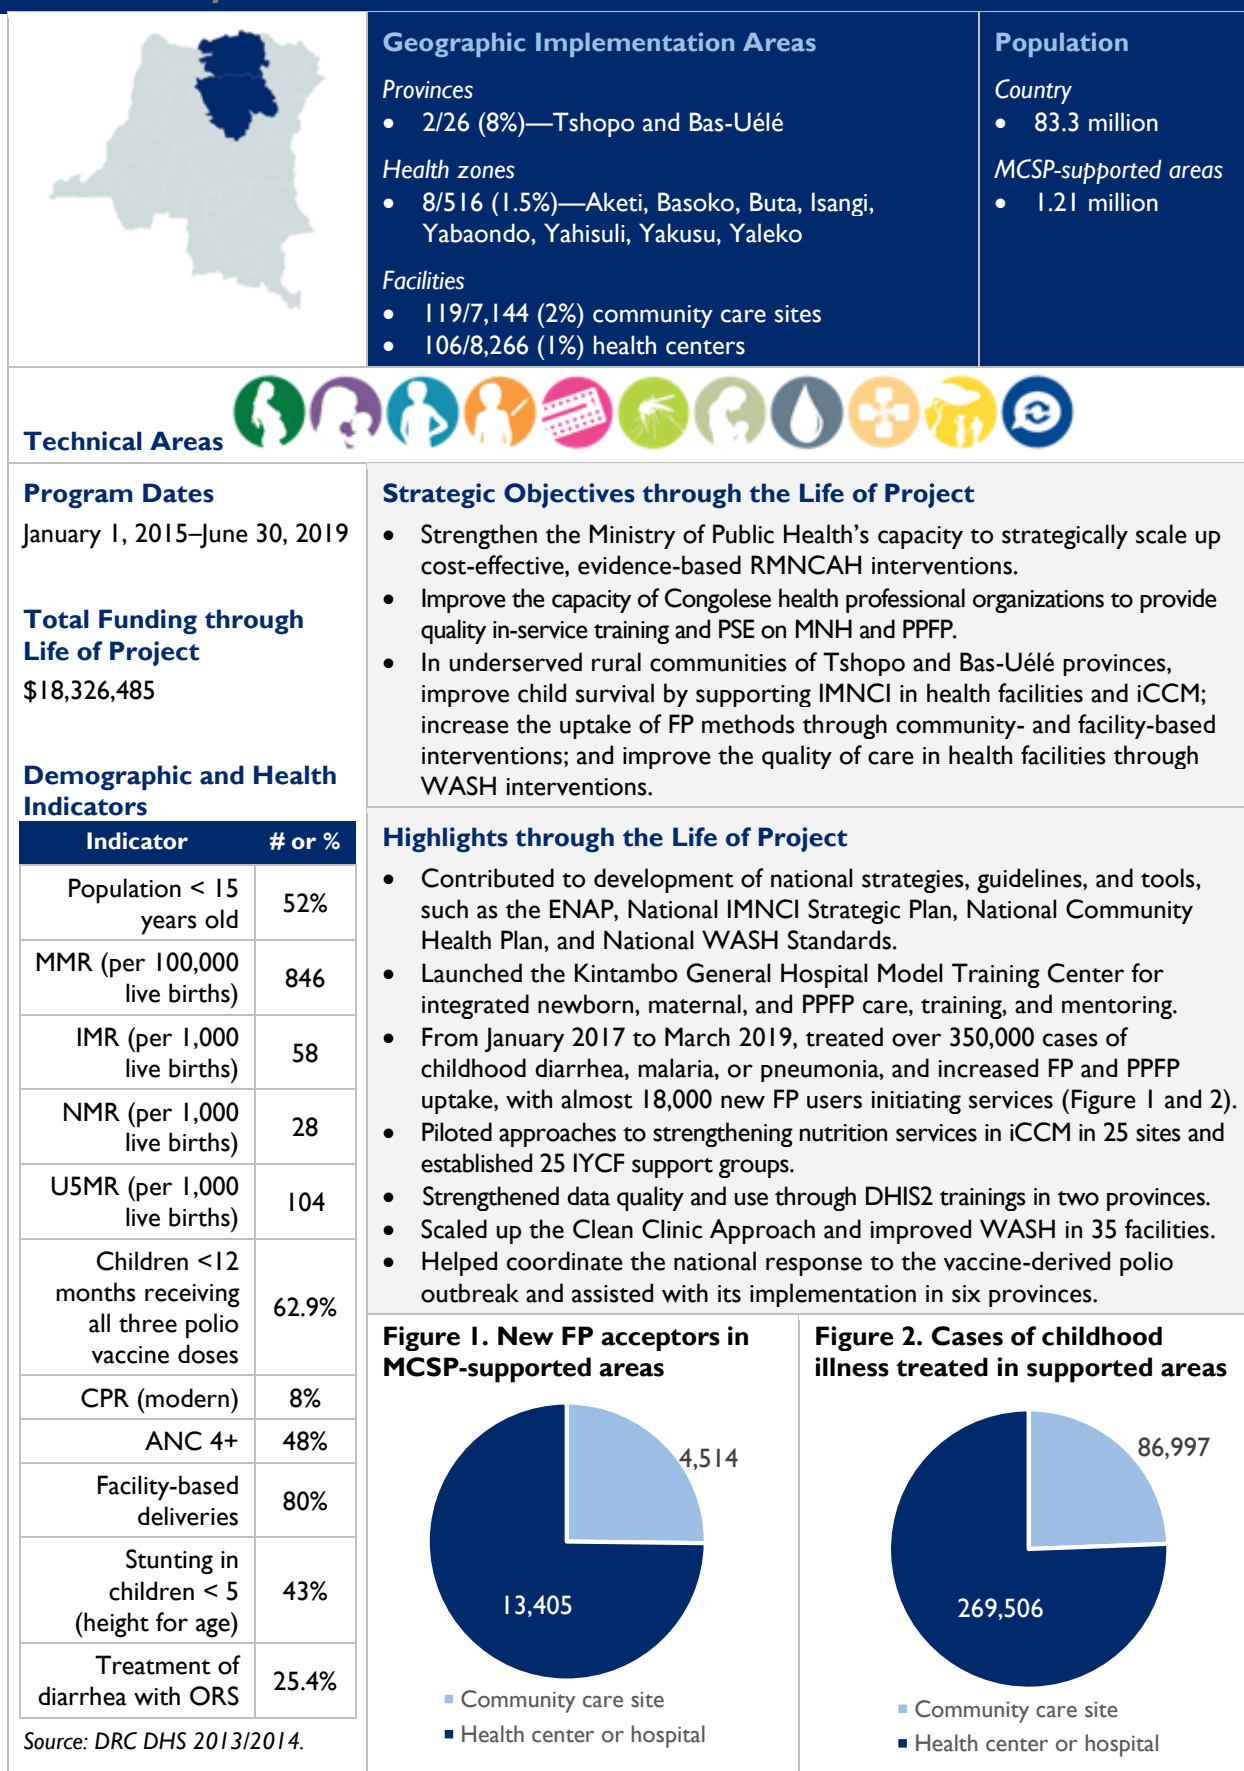 Geographic Implementation Areas
Provinces
• 2/26 (8%)—Tshopo and Bas-Uélé
Health zones
• 8/516 (1.5%)—Aketi, Basoko, Buta, Isangi,
Yabaondo, Yahisuli, Yakusu, Yaleko
Facilities
• 119/7,144 (2%) community care sites
• 106/8,266 (1%) health centers
Population
Country
• 83.3 million
MCSP-supported areas
• 1.21 million
Technical Areas
Program Dates
January 1, 2015–June 30, 2019
Total Funding through
Life of Project
$18,326,485
Demographic and Health
Indicators
Indicator # or %
Population < 15
years old
52%
MMR (per 100,000
live births)
846
IMR (per 1,000
live births)
58
NMR (per 1,000
live births)
28
U5MR (per 1,000
live births)
104
Children <12
months receiving
all three polio
vaccine doses
62.9%
CPR (modern) 8%
ANC 4+ 48%
Facility-based
deliveries
80%
Stunting in
children < 5
(height for age)
43%
Treatment of
diarrhea with ORS
25.4%
Source: DRC DHS 2013/2014.
Strategic Objectives through the Life of Project
• Strengthen the Ministry of Public Health’s capacity to strategically scale up
cost-effective, evidence-based RMNCAH interventions.
• Improve the capacity of Congolese health professional organizations to provide
quality in-service training and PSE on MNH and PPFP.
• In underserved rural communities of Tshopo and Bas-Uélé provinces,
improve child survival by supporting IMNCI in health facilities and iCCM;
increase the uptake of FP methods through community- and facility-based
interventions; and improve the quality of care in health facilities through
WASH interventions.
Highlights through the Life of Project
• Contributed to development of national strategies, guidelines, and tools,
such as the ENAP, National IMNCI Strategic Plan, National Community
Health Plan, and National WASH Standards.
• Launched the Kintambo General Hospital Model Training Center for
integrated newborn, maternal, and PPFP care, training, and mentoring.
• From January 2017 to March 2019, treated over 350,000 cases of
childhood diarrhea, malaria, or pneumonia, and increased FP and PPFP
uptake, with almost 18,000 new FP users initiating services (Figure 1 and 2).
• Piloted approaches to strengthening nutrition services in iCCM in 25 sites and
established 25 IYCF support groups.
• Strengthened data quality and use through DHIS2 trainings in two provinces.
• Scaled up the Clean Clinic Approach and improved WASH in 35 facilities.
• Helped coordinate the national response to the vaccine-derived polio
outbreak and assisted with its implementation in six provinces.
Figure 1. New FP acceptors in
MCSP-supported areas
4,514
13,405
Community care site
Health center or hospital
Figure 2. Cases of childhood
illness treated in supported areas
86,997
269,506
Community care site
Health center or hospital